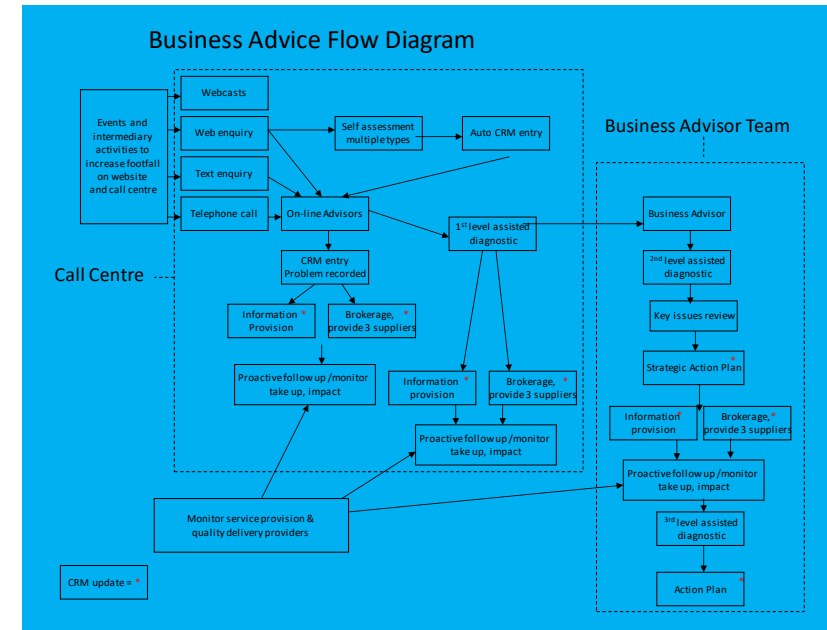 Business Advice Flow Diagram
Webcasts
Events and
intermediary
activities to
increase footfall
on website
and call centre
Web enquiry
Self assessment
multiple types
Auto CRM entry
Business Advisor Team
Text enquiry
Telephone call
On-line Advisors
Business Advisor
1st level assisted
diagnostic
Call Centre
CRM entry
Problem recorded
2nd level assisted
diagnostic
Information *
Provision
Brokerage, *
provide 3 suppliers
Key issues review
Strategic Action Plan *
Proactive follow up /monitor
take up, impact
Information *
provision
Brokerage, *
provide 3 suppliers
Information *
provision
Brokerage, *
provide 3 suppliers
Proactive follow up /monitor
take up, impact
Proactive follow up /monitor
take up, impact
Monitor service provision &
quality delivery providers
3rd level assisted
diagnostic
CRM update = *
Action Plan *